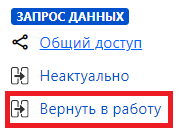 ЗАПРОС ДАННЫХ
Общий доступ
Неактуально
Вернуть в работу